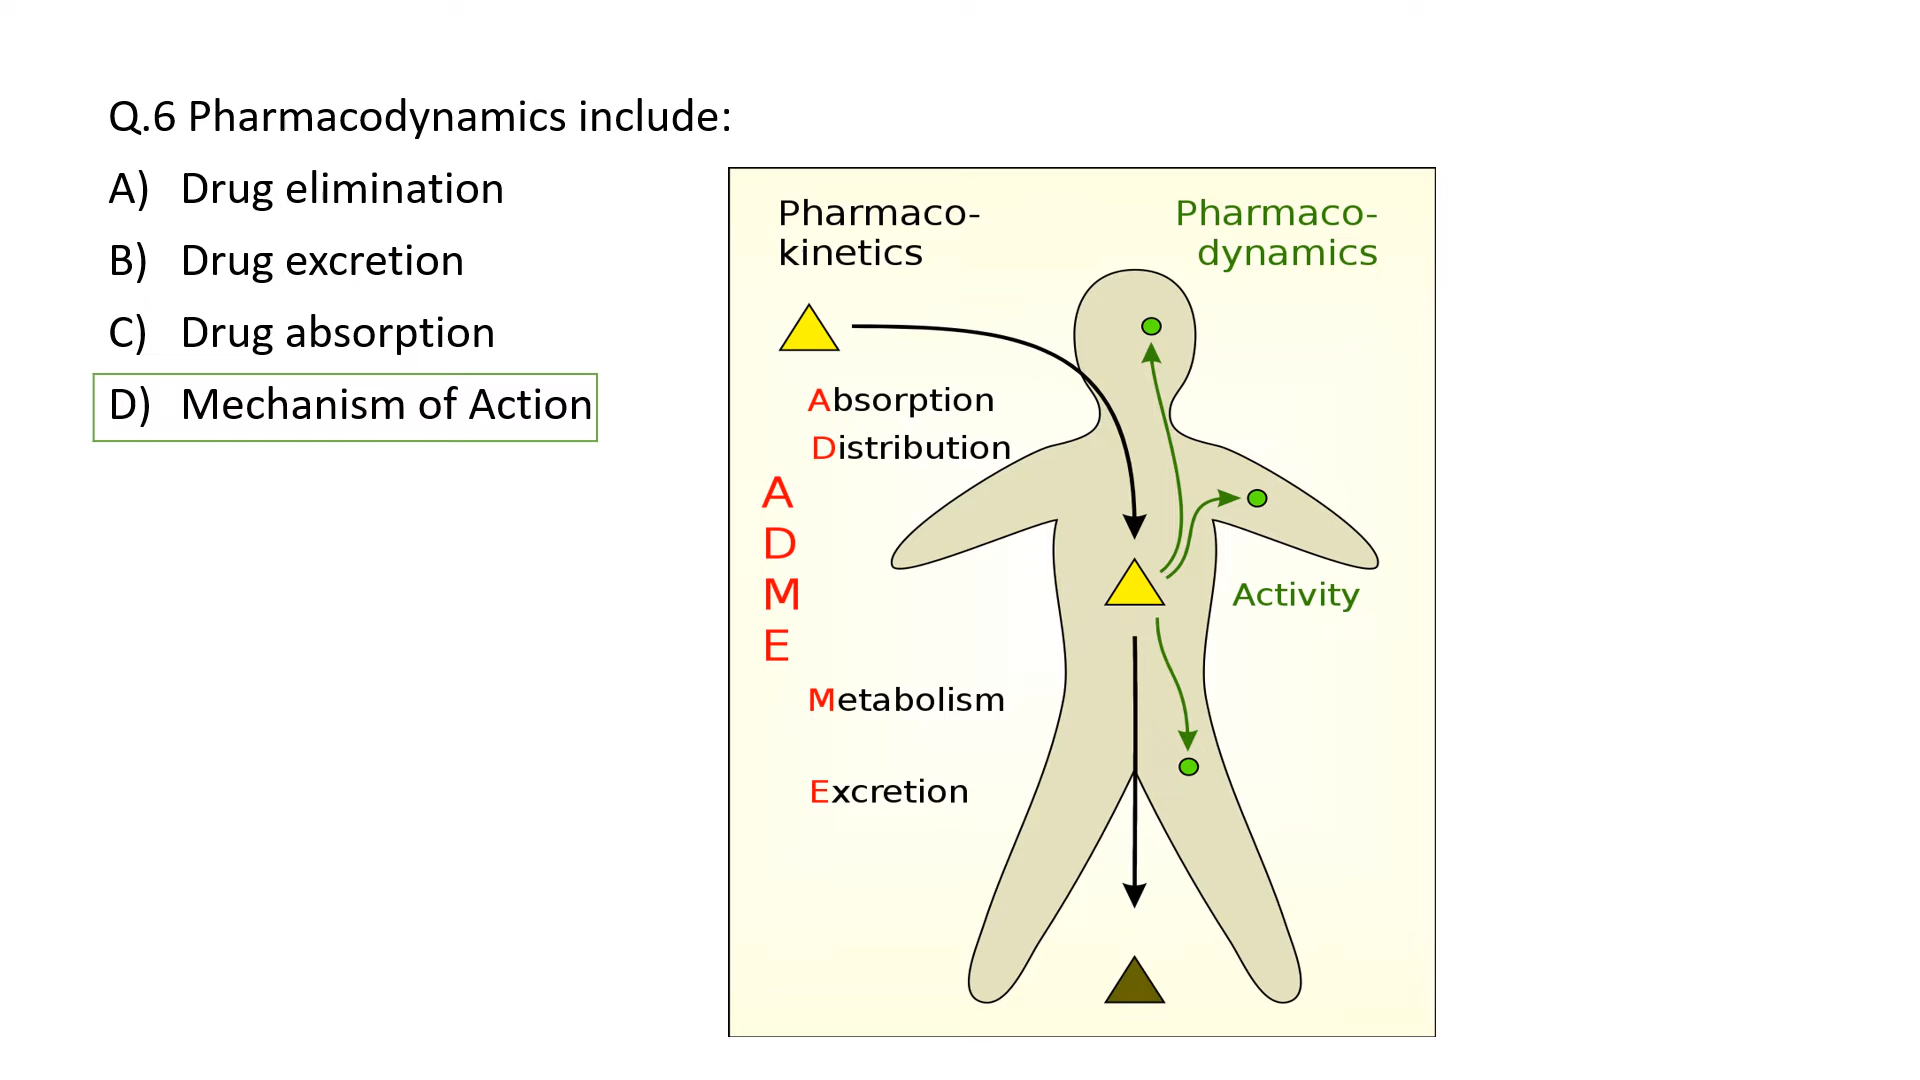 Q.6 Pharmacodynamics include:
A) Drug elimination
B) Drug excretion
C) Drug absorption
D) Mechanism of Action
Pharmaco-
kinetics
Pharmaco-
dynamics
Absorption
Distribution
A
D
M
E
Activity
Metabolism
Excretion